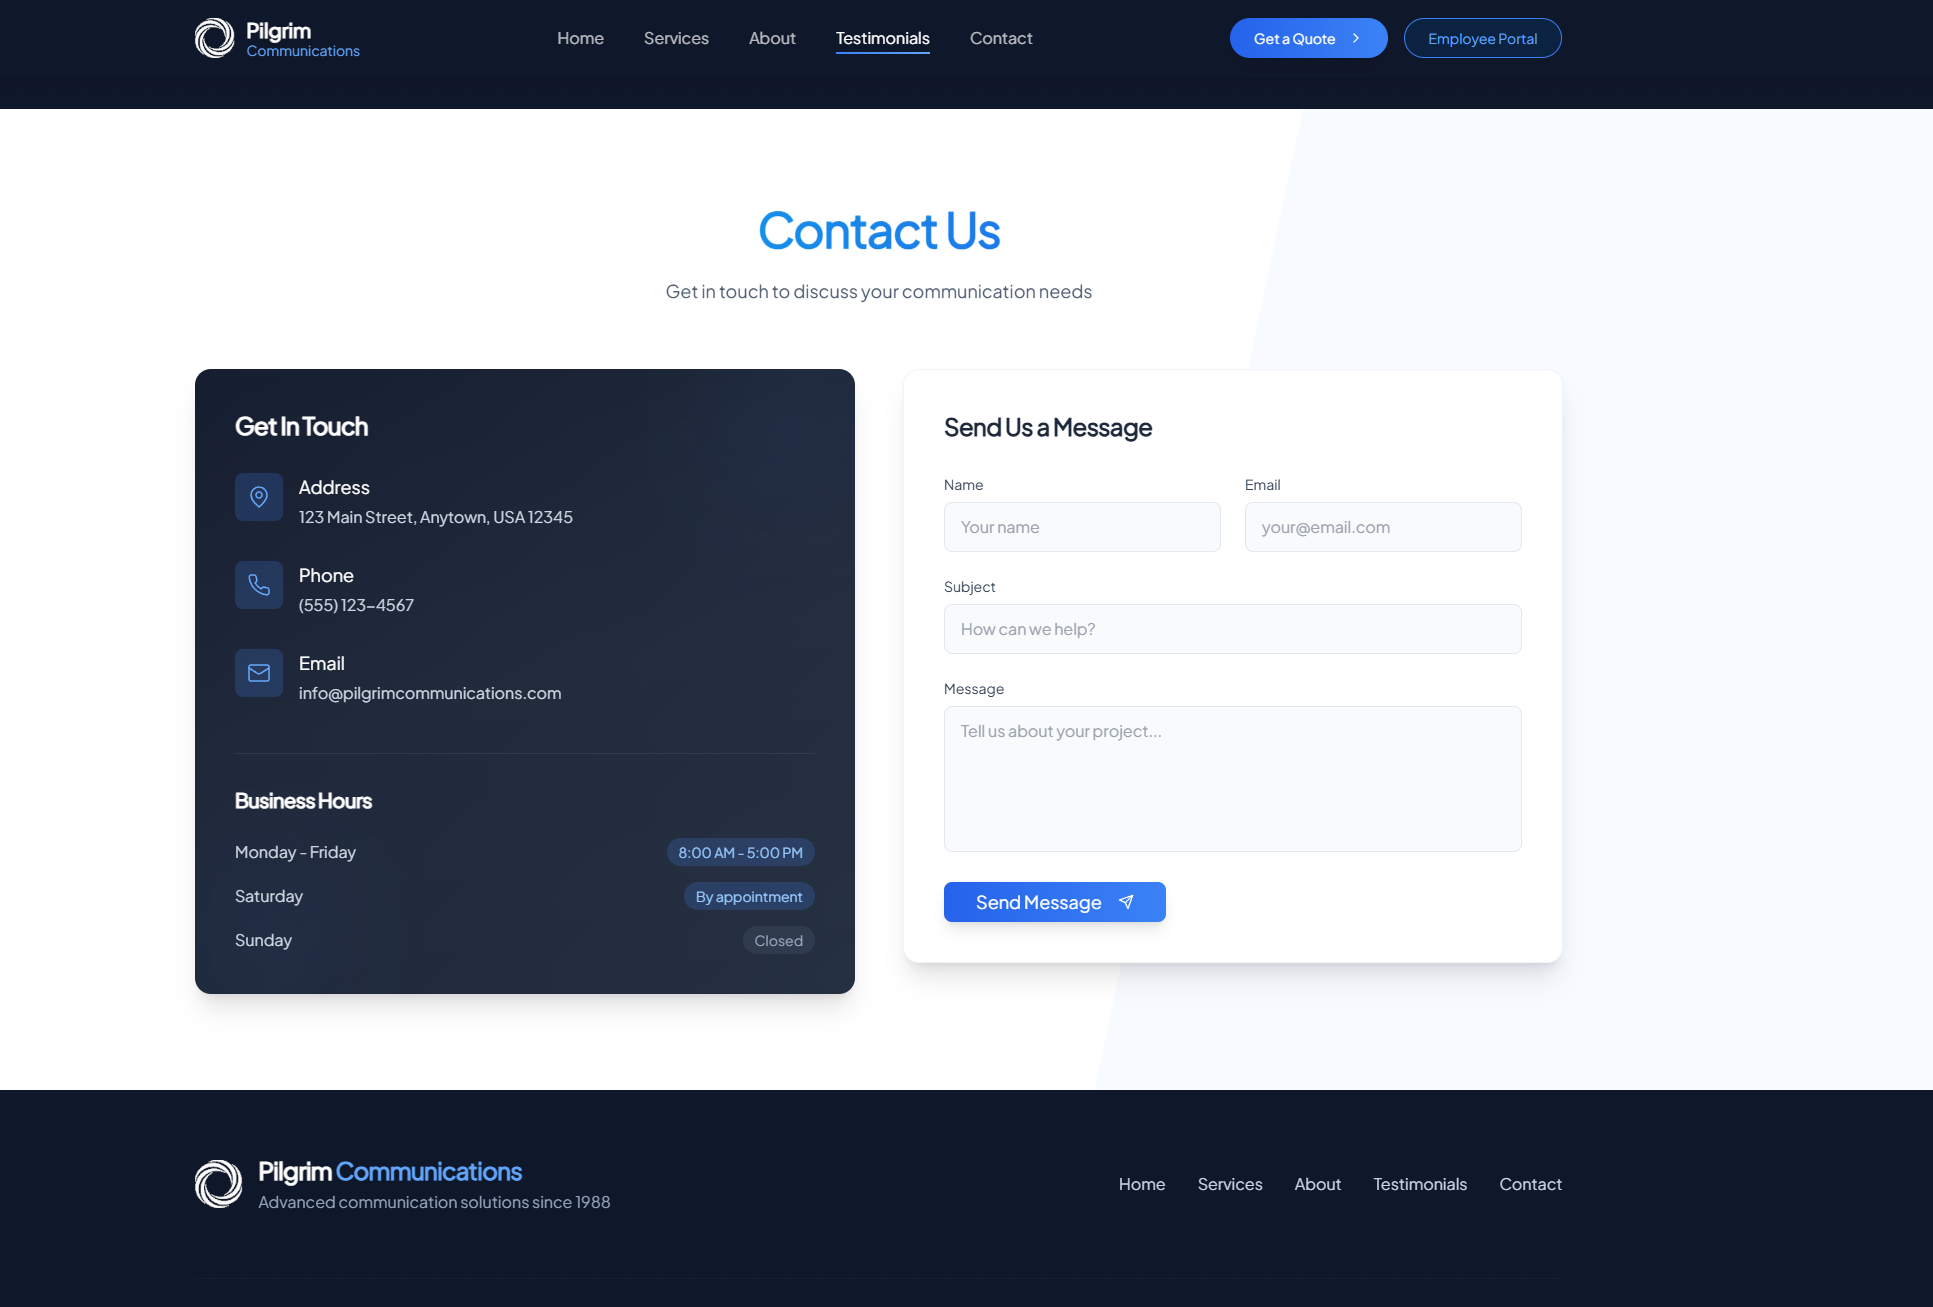 Pilgrim
Communications
Home Services About Testimonials Contact
Get a Quote
Employee Portal
Contact Us
Get in touch to discuss your communication needs
Get In Touch
Address
123 Main Street, Anytown, USA 12345
Phone
(555) 123-4567
Email
info@pilgrimcommunications.com
Business Hours
Monday - Friday 8:00 AM - 5:00 PM
Saturday By appointment
Sunday Closed
Send Us a Message
Name Email
Your name your@email.com
Subject
How can we help?
Message
Tell us about your project...
Send Message
Pilgrim Communications
Advanced communication solutions since 1988
Home Services About Testimonials Contact